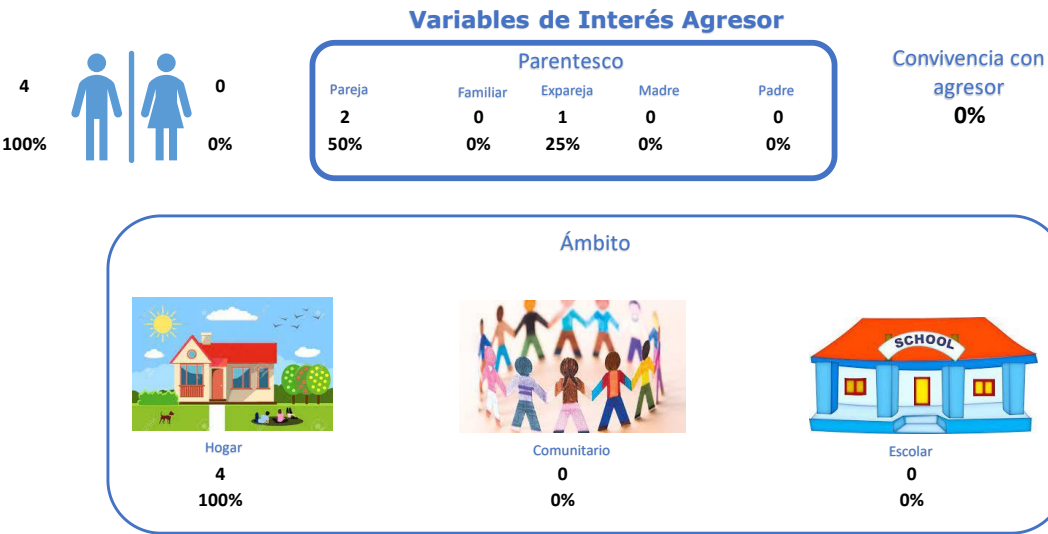 Variables de Interés Agresor
4
100%
0
0%
Parentesco
Pareja Familiar Expareja Madre Padre
2 0 1 0 0
50% 0% 25% 0% 0%
Convivencia con
agresor
0%
Ámbito
SCHOOL
Hogar Comunitario Escolar
4 0 0
100% 0% 0%